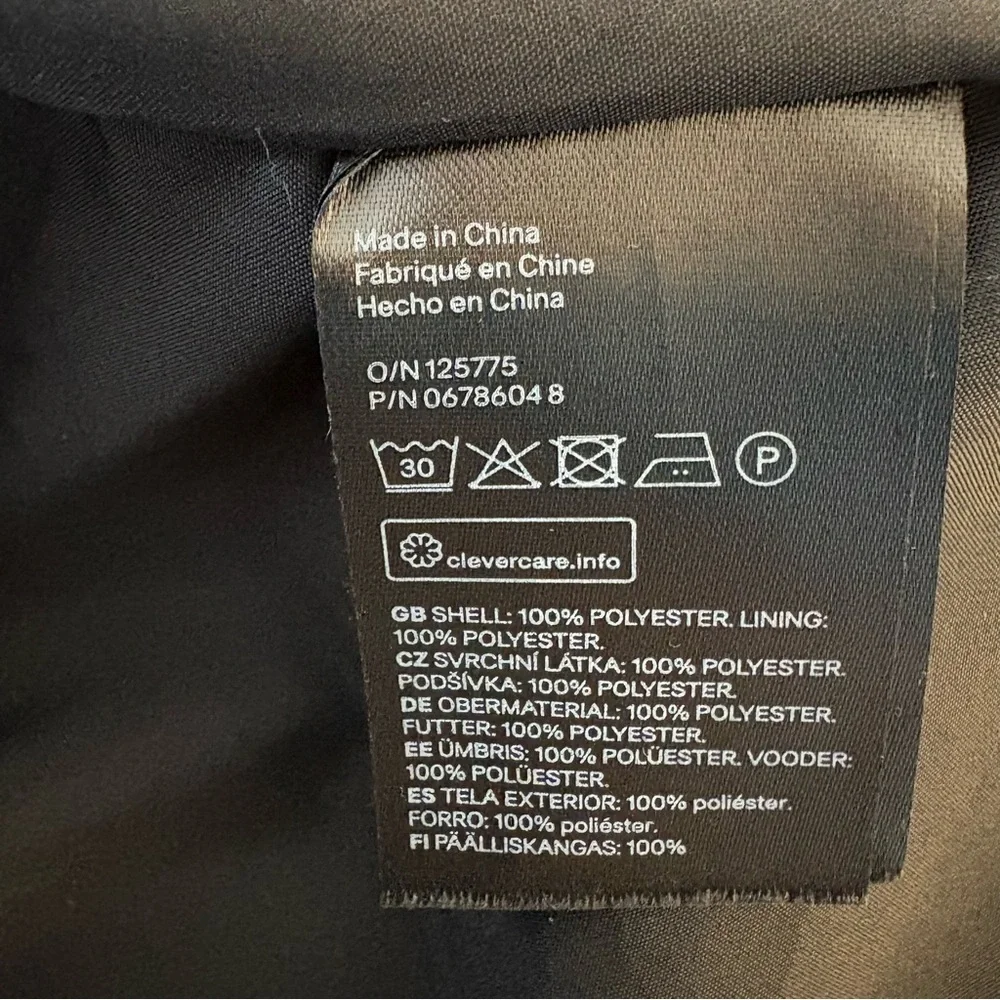 Made in China
Fabriqué en Chine
Hecho en China
O/N 125775
P/N 0678604 8
30
P
clevercare.info
GB SHELL: 100% POLYESTER. LINING:
100% POLYESTER.
CZ SVRCHNÍ LÁTKA: 100% POLYESTER.
PODŠÍVKA: 100% POLYESTER.
DE OBERMATERIAL: 100% POLYESTER.
FUTTER: 100% POLYESTER.
EE ÜMBRIS: 100% POLÜESTER. VOODER:
100% POLÜESTER.
ES TELA EXTERIOR: 100% poliéster.
FORRO: 100% poliéster.
FI PÄÄLLISKANGAS: 100%